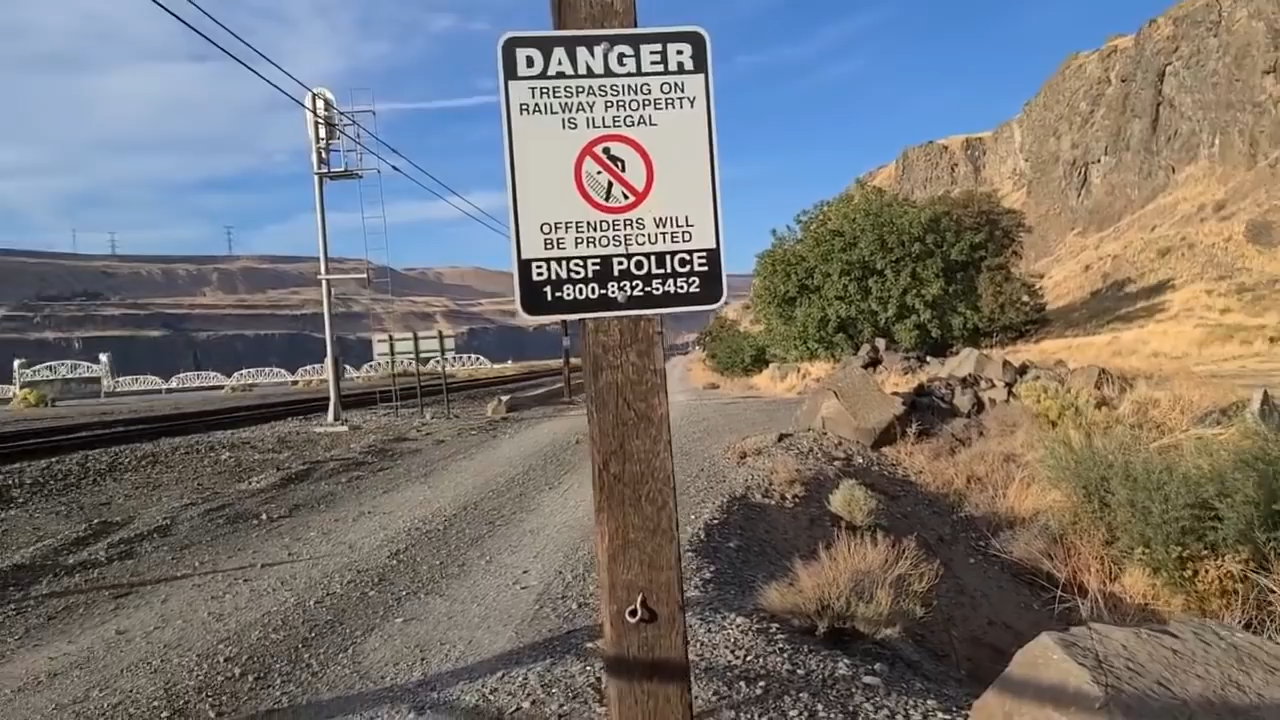 DANGER
TRESPASSING ON
RAILWAY PROPERTY
IS ILLEGAL
OFFENDERS WILL
BE PROSECUTED
BNSF POLICE
1-800-832-5452